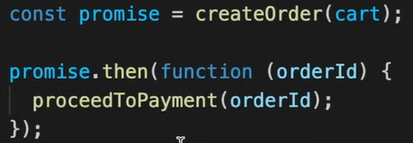 const promise = createOrder(cart);
promise.then(function (orderId) {
proceedToPayment(orderId);
});